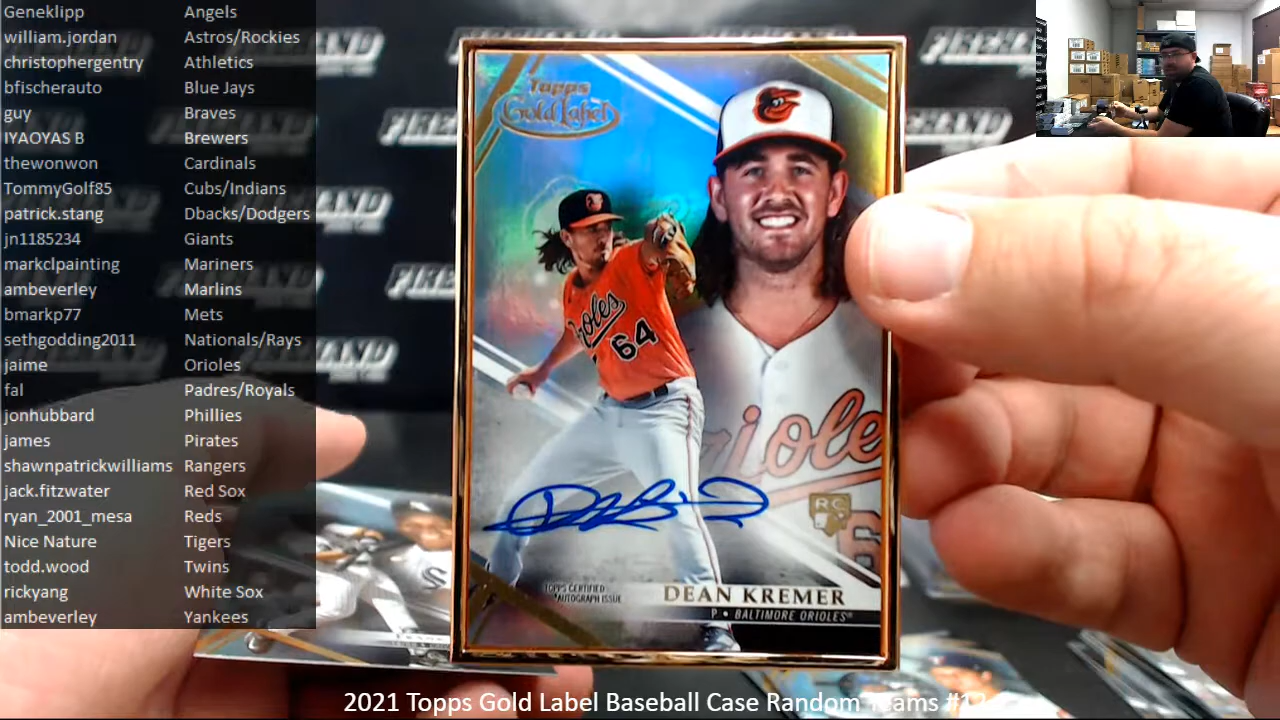 Geneklipp Angels
william.jordan Astros/Rockies
christophergentry Athletics
bfischerauto Blue Jays
guy Braves
IYAOYAS B Brewers
thewonwon Cardinals
TommyGolf85 Cubs/Indians
patrick.stang Dbacks/Dodgers
jn1185234 Giants
markclpainting Mariners
ambeverley Marlins
bmarkp77 Mets
sethgodding2011 Nationals/Rays
jaime Orioles
fal Padres/Royals
jonhubbard Phillies
james Pirates
shawnpatrickwilliams Rangers
jack.fitzwater Red Sox
ryan_2001_mesa Reds
Nice Nature Tigers
todd.wood Twins
rickyang White Sox
ambeverley Yankees
Topps
Gold Label
Orioles
64
RC
TOPPS CERTIFIED
AUTOGRAPH ISSUE
DEAN KREMER
P • BALTIMORE ORIOLES
2021 Topps Gold Label Baseball Case Random Teams